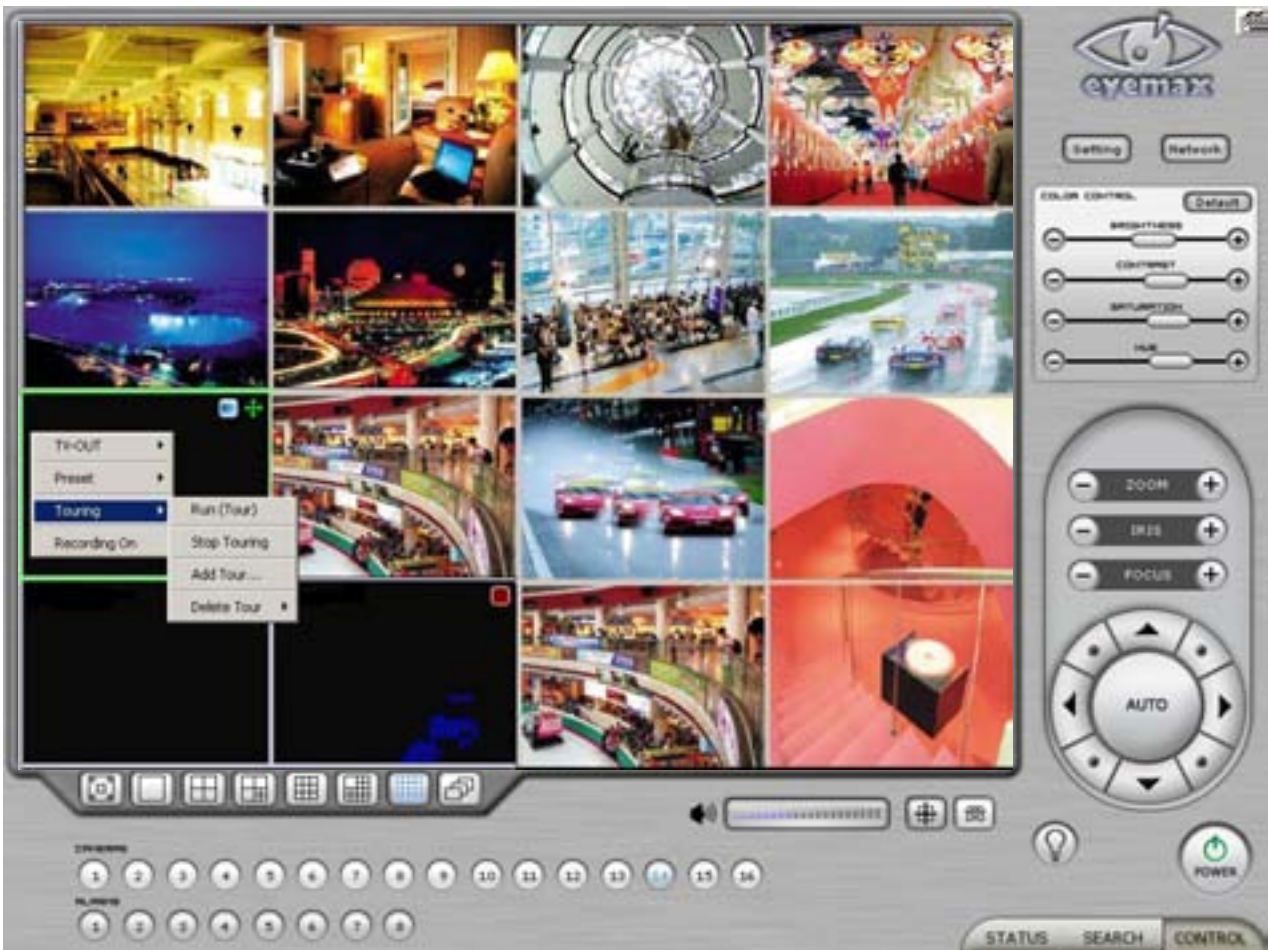 eyemax
Setting
Network
COLOR CONTROL
Default
BRIGHTNESS
CONTRAST
SATURATION
HUE
TV-OUT
Preset
Touring
Recording On
Run (Tour)
Stop Touring
Add Tour...
Delete Tour
ZOOM
IRIS
FOCUS
AUTO
CAMERAS
1 2 3 4 5 6 7 8 9 10 11 12 13 14 15 16
ALARMS
1 2 3 4 5 6 7 8
POWER
STATUS
SEARCH
CONTROL